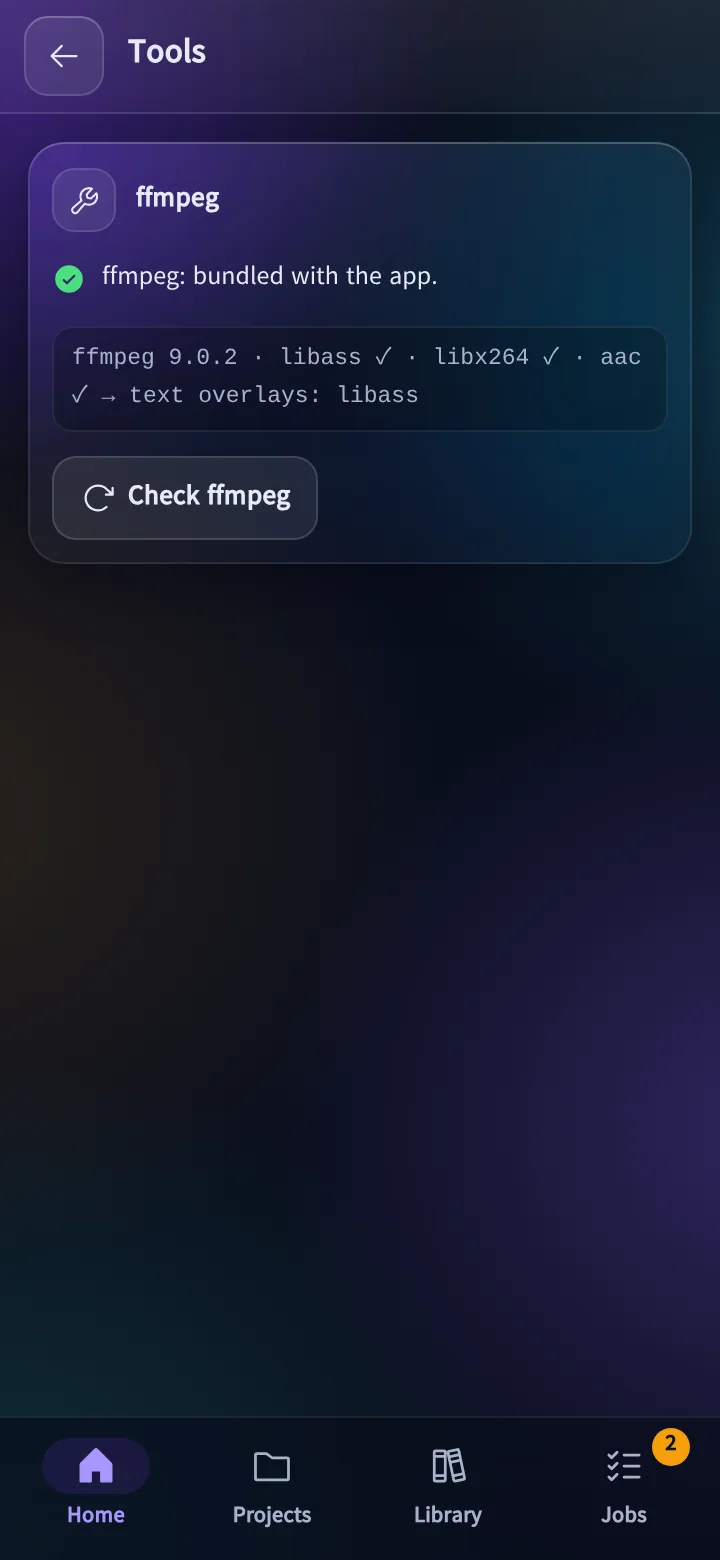 Tools
ffmpeg
ffmpeg: bundled with the app.
ffmpeg 9.0.2 · libass ✓ · libx264 ✓ · aac
✓ → text overlays: libass
Check ffmpeg
2
Home
Projects
Library
Jobs